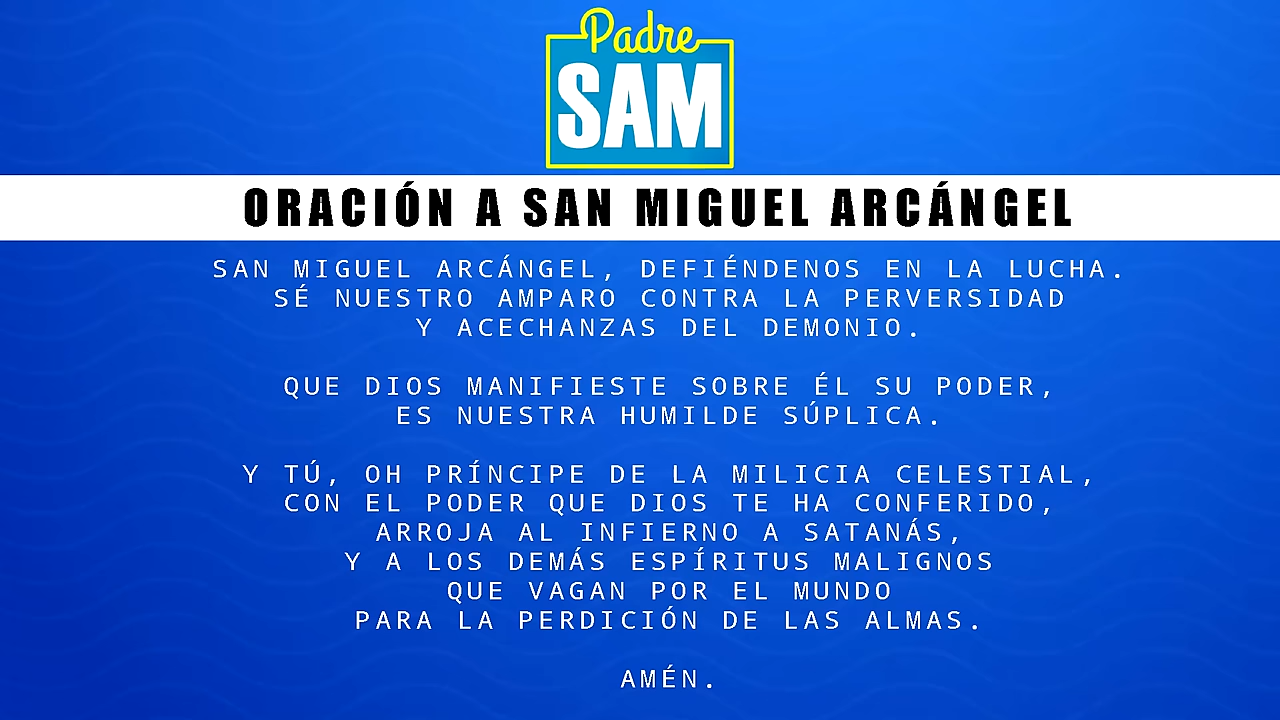 Padre
SAM
ORACIÓN A SAN MIGUEL ARCÁNGEL
SAN MIGUEL ARCÁNGEL, DEFIÉNDENOS EN LA LUCHA.
SÉ NUESTRO AMPARO CONTRA LA PERVERSIDAD
Y ACECHANZAS DEL DEMONIO.
QUE DIOS MANIFIESTE SOBRE ÉL SU PODER,
ES NUESTRA HUMILDE SÚPLICA.
Y TÚ, OH PRÍNCIPE DE LA MILICIA CELESTIAL,
CON EL PODER QUE DIOS TE HA CONFERIDO,
ARROJA AL INFIERNO A SATANÁS,
Y A LOS DEMÁS ESPÍRITUS MALIGNOS
QUE VAGAN POR EL MUNDO
PARA LA PERDICIÓN DE LAS ALMAS.
AMÉN.